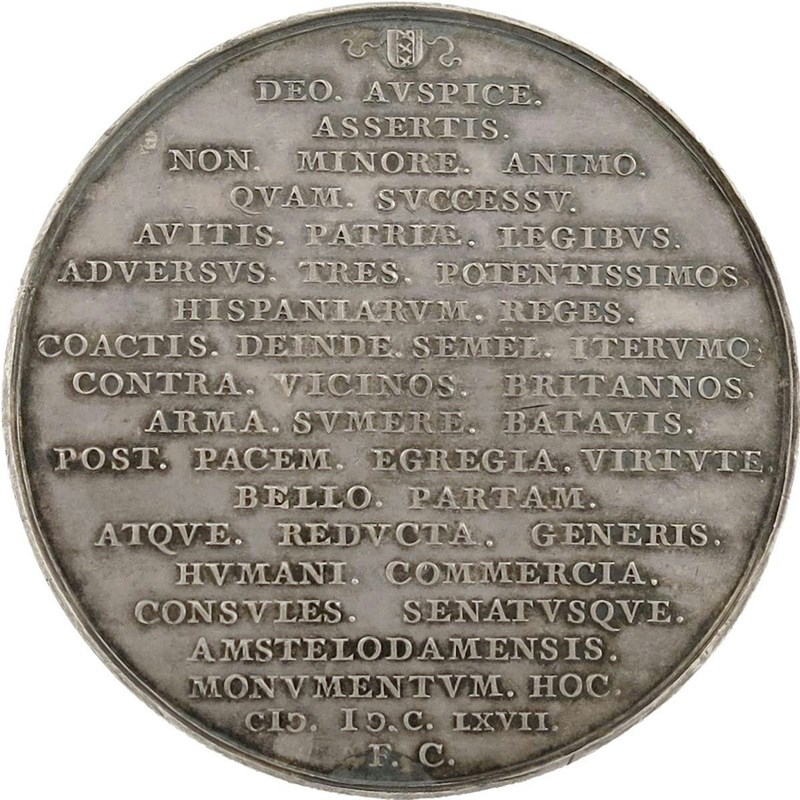 XXX
DEO. AVSPICE.
ASSERTIS.
NON. MINORE. ANIMO.
QVAM. SVCCESSV.
AVITIS. PATRIÆ. LEGIBVS.
ADVERSVS. TRES. POTENTISSIMOS
HISPANIARVM. REGES.
COACTIS. DEINDE. SEMEL. ITERVMQ;
CONTRA. VICINOS. BRITANNOS.
ARMA. SVMERE. BATAVIS.
POST. PACEM. EGREGIA. VIRTVTE
BELLO. PARTAM.
ATQVE. REDVCTA. GENERIS.
HVMANI. COMMERCIA.
CONSVLES. SENATVSQVE.
AMSTELODAMENSIS.
MONVMENTVM. HOC.
CIↃ. IↃ.C. LXVII.
F. C.